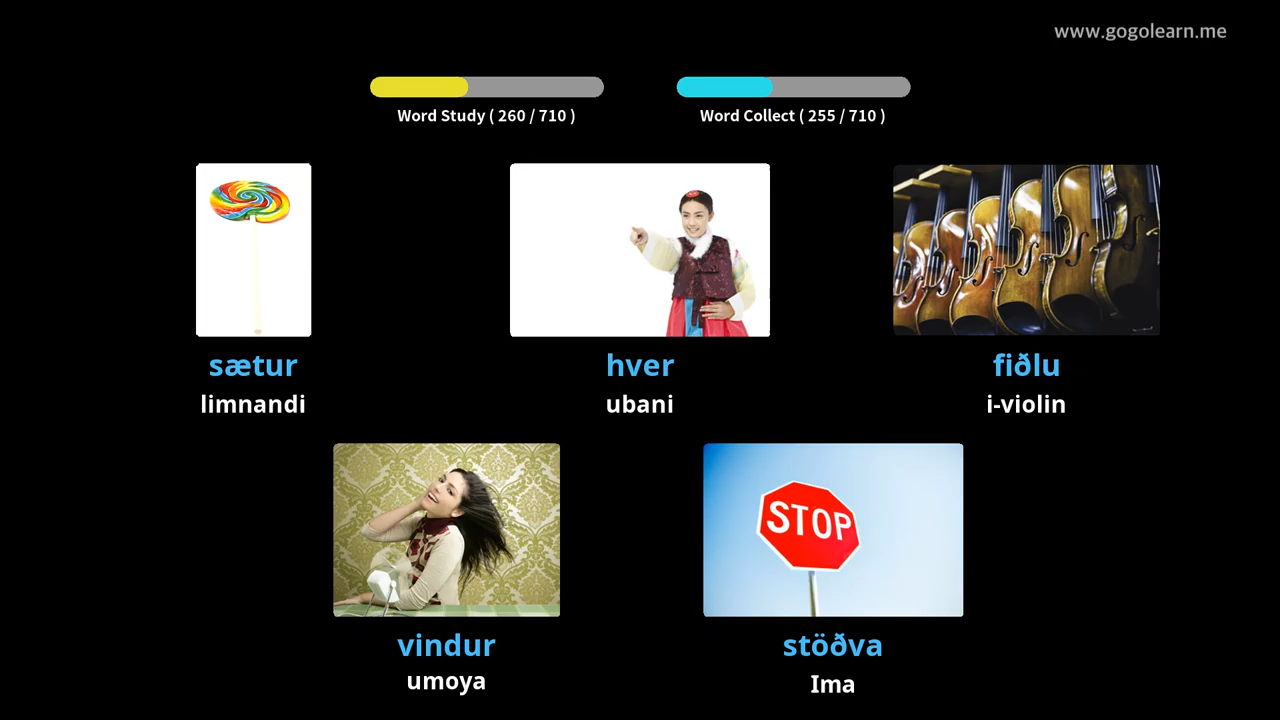 www.gogolearn.me
Word Study ( 260 / 710 )
Word Collect ( 255 / 710 )
sætur
limnandi
hver
ubani
fiðlu
i-violin
STOP
vindur
umoya
stöðva
Ima